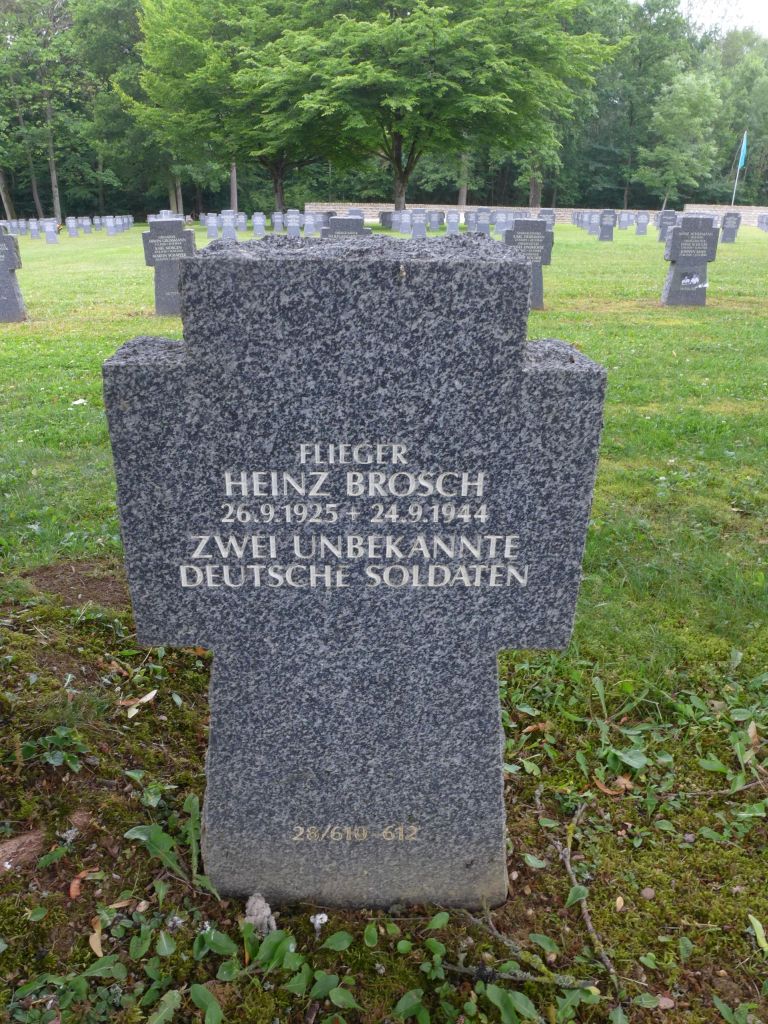 FLIEGER
HEINZ BROSCH
26.9.1925 + 24.9.1944
ZWEI UNBEKANNTE
DEUTSCHE SOLDATEN
28/610 612